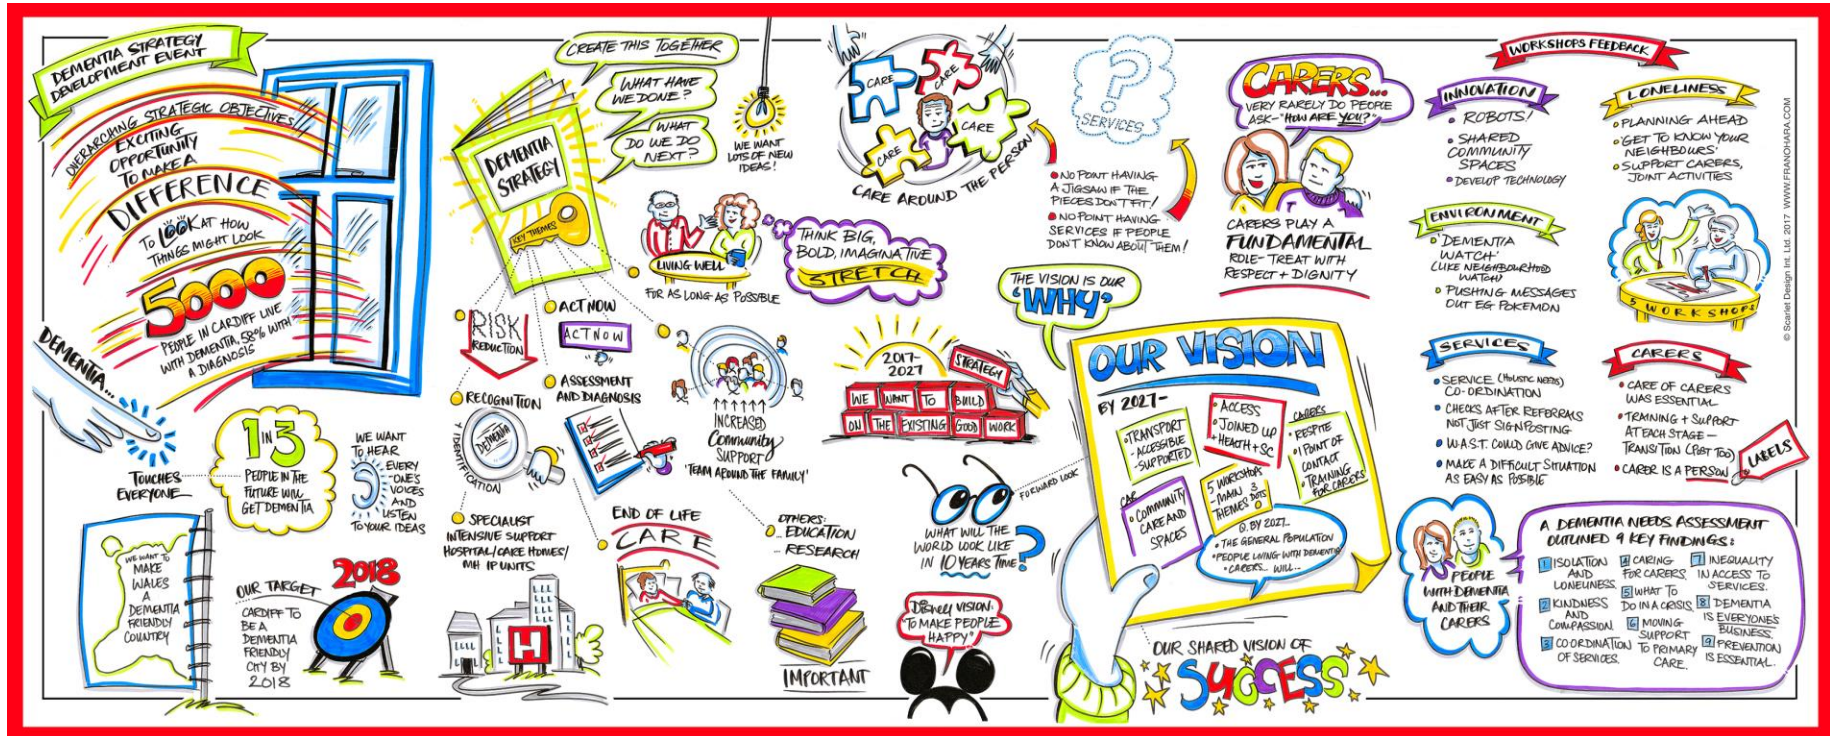 DEMENTIA STRATEGY
DEVELOPMENT EVENT
OVERARCHING STRATEGIC OBJECTIVES
EXCITING
OPPORTUNITY
TO MAKE A
DIFFERENCE
TO LOOK AT HOW
THINGS MIGHT LOOK
5000
PEOPLE IN CARDIFF LIVE
WITH DEMENTIA, 58% WITH
A DIAGNOSIS
DEMENTIA...
TOUCHES
EVERYONE
1 IN 3
PEOPLE IN THE
FUTURE WILL
GET DEMENTIA
WE WANT
TO HEAR
EVERY
-ONE'S
VOICES
AND
LISTEN
TO YOUR IDEAS
WE WANT TO
MAKE
WALES
A
DEMENTIA
FRIENDLY
COUNTRY
OUR TARGET
2018
CARDIFF TO
BE A
DEMENTIA
FRIENDLY
CITY BY
2018
CREATE THIS TOGETHER
WHAT HAVE
WE DONE?
WHAT
DO WE DO
NEXT?
DEMENTIA
STRATEGY
KEY THEMES
WE WANT
LOTS OF NEW
IDEAS!
LIVING WELL
FOR AS LONG AS POSSIBLE
THINK BIG,
BOLD, IMAGINATIVE
STRETCH
RISK
REDUCTION
ACT NOW
ACT NOW
RECOGNITION
DEMENTIA
IDENTIFICATION
ASSESSMENT
AND DIAGNOSIS
INCREASED
Community
SUPPORT
'TEAM AROUND THE FAMILY'
SPECIALIST
INTENSIVE SUPPORT
HOSPITAL/CARE HOMES/
MH IP UNITS
H
END OF LIFE
CARE
OTHERS:
- EDUCATION
- RESEARCH
IMPORTANT
CARE
CARE
CARE
CARE
CARE AROUND THE PERSON
?
SERVICES
NO POINT HAVING
A JIGSAW IF THE
PIECES DON'T FIT!
NO POINT HAVING
SERVICES IF PEOPLE
DON'T KNOW ABOUT THEM!
CARERS...
VERY RARELY DO PEOPLE
ASK - "HOW ARE YOU?"
CARERS PLAY A
FUNDAMENTAL
ROLE - TREAT WITH
RESPECT + DIGNITY
2017-
2027
STRATEGY
WE WANT TO BUILD
ON THE EXISTING GOOD WORK
FORWARD LOOK
WHAT WILL THE
WORLD LOOK LIKE
IN 10 YEARS TIME?
Disney VISION:
"TO MAKE PEOPLE
HAPPY"
THE VISION IS OUR
'WHY'
OUR VISION
BY 2027-
TRANSPORT
- ACCESSIBLE
- SUPPORTED
ACCESS
JOINED UP
+ HEALTH + SC
CARERS
RESPITE
1 POINT OF
CONTACT
TRAINING
FOR CARERS
CAR
COMMUNITY
CARE AND
SPACES
5 WORKSHOPS
- MAIN 3
THEMES DOTS
Q. BY 2027...
THE GENERAL POPULATION
PEOPLE LIVING WITH DEMENTIA
CARERS... WILL...
OUR SHARED VISION OF
SUCCESS
WORKSHOPS FEEDBACK
INNOVATION
ROBOTS!
SHARED
COMMUNITY
SPACES
DEVELOP TECHNOLOGY
LONELINESS
PLANNING AHEAD
'GET TO KNOW YOUR
NEIGHBOURS'
SUPPORT CARERS,
JOINT ACTIVITIES
ENVIRONMENT
'DEMENTIA
WATCH'
(LIKE NEIGHBOURHOOD
WATCH)
PUSHING MESSAGES
OUT EG POKEMON
5 WORKSHOPS
SERVICES
SERVICE (HOLISTIC NEEDS)
CO-ORDINATION
CHECKS AFTER REFERRALS
NOT JUST SIGNPOSTING
W.A.S.T. COULD GIVE ADVICE?
MAKE A DIFFICULT SITUATION
AS EASY AS POSSIBLE
CARERS
CARE OF CARERS
WAS ESSENTIAL
TRAINING + SUPPORT
AT EACH STAGE -
TRANSITION (PAST TOO)
CARER IS A PERSON
LABELS
PEOPLE
WITH DEMENTIA
AND THEIR
CARERS
A DEMENTIA NEEDS ASSESSMENT
OUTLINED 9 KEY FINDINGS:
1 ISOLATION
AND
LONELINESS
2 KINDNESS
AND
COMPASSION
3 CO-ORDINATION
OF SERVICES.
4 CARING
FOR CARERS
5 WHAT TO
DO IN A CRISIS
6 MOVING
SUPPORT
TO PRIMARY
CARE.
7 INEQUALITY
IN ACCESS TO
SERVICES.
8 DEMENTIA
IS EVERYONE'S
BUSINESS.
9 PREVENTION
IS ESSENTIAL.
© Scarlet Design Int. Ltd. 2017 WWW.FRANOHARA.COM